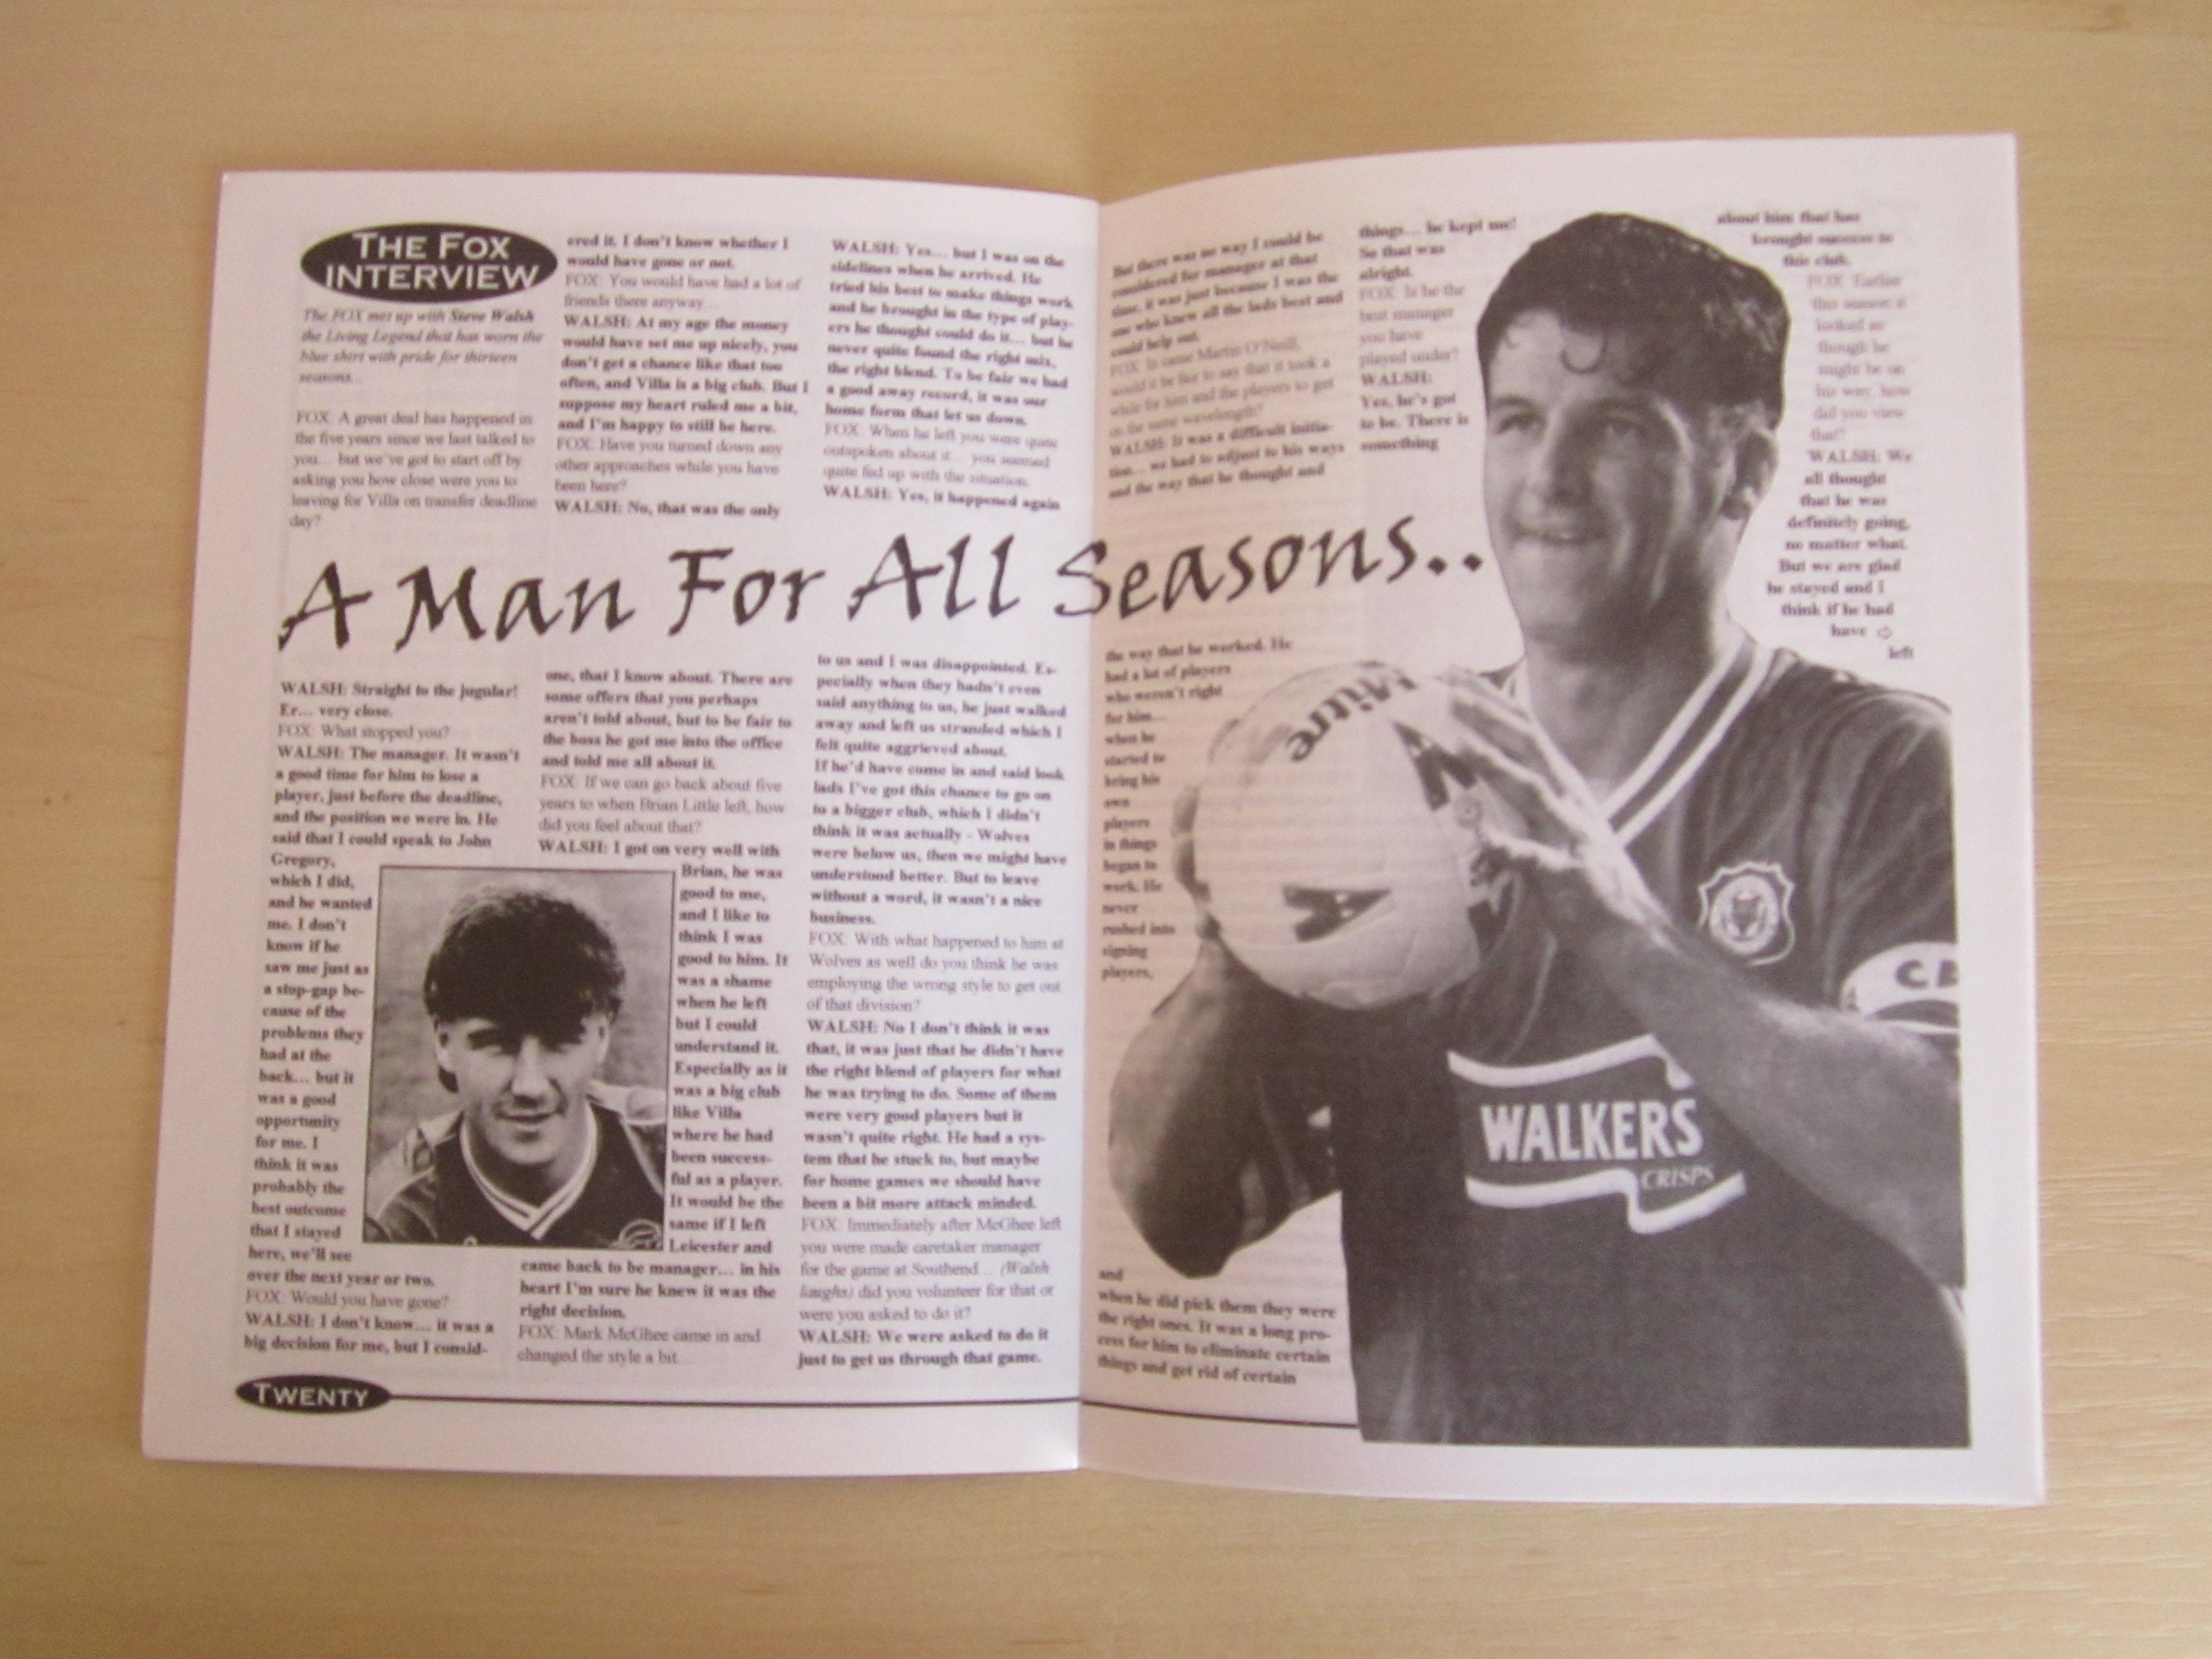 THE FOX
INTERVIEW
The FOX met up with Steve Walsh
the Living Legend that has worn the
blue shirt with pride for thirteen
seasons...
FOX: A great deal has happened in
the five years since we last talked to
you... but we've got to start off by
asking you how close were you to
leaving for Villa on transfer deadline
day?
A Man For All Seasons..
WALSH: Straight to the jugular!
Er... very close.
FOX: What stopped you?
WALSH: The manager. It wasn't
a good time for him to lose a
player, just before the deadline,
and the position we were in. He
said that I could speak to John
Gregory,
which I did,
and he wanted
me. I don't
know if he
saw me just as
a stop-gap be-
cause of the
problems they
had at the
back... but it
was a good
opportunity
for me. I
think it was
probably the
best outcome
that I stayed
here, we'll see
over the next year or two.
FOX: Would you have gone?
WALSH: I don't know... it was a
big decision for me, but I consid-
ered it. I don't know whether I
would have gone or not.
FOX: You would have had a lot of
friends there anyway...
WALSH: At my age the money
would have set me up nicely, you
don't get a chance like that too
often, and Villa is a big club. But I
suppose my heart ruled me a bit,
and I'm happy to still be here.
FOX: Have you turned down any
other approaches while you have
been here?
WALSH: No, that was the only
one, that I know about. There are
some offers that you perhaps
aren't told about, but to be fair to
the boss he got me into the office
and told me all about it.
FOX: If we can go back about five
years to when Brian Little left, how
did you feel about that?
WALSH: I got on very well with
Brian, he was
good to me,
and I like to
think I was
good to him. It
was a shame
when he left
but I could
understand it.
Especially as it
was a big club
like Villa
where he had
been success-
ful as a player.
It would be the
same if I left
Leicester and
came back to be manager... in his
heart I'm sure he knew it was the
right decision.
FOX: Mark McGhee came in and
changed the style a bit...
WALSH: Yes... but I was on the
sidelines when he arrived. He
tried his best to make things work
and he brought in the type of play-
ers he thought could do it... but he
never quite found the right mix,
the right blend. To be fair we had
a good away record, it was our
home form that let us down.
FOX: When he left you were quite
outspoken about it... you seemed
quite fed up with the situation.
WALSH: Yes, it happened again
to us and I was disappointed. Es-
pecially when they hadn't even
said anything to us, he just walked
away and left us stranded which I
felt quite aggrieved about.
If he'd have come in and said look
lads I've got this chance to go on
to a bigger club, which I didn't
think it was actually - Wolves
were below us, then we might have
understood better. But to leave
without a word, it wasn't a nice
business.
FOX: With what happened to him at
Wolves as well do you think he was
employing the wrong style to get out
of that division?
WALSH: No I don't think it was
that, it was just that he didn't have
the right blend of players for what
he was trying to do. Some of them
were very good players but it
wasn't quite right. He had a sys-
tem that he stuck to, but maybe
for home games we should have
been a bit more attack minded.
FOX: Immediately after McGhee left
you were made caretaker manager
for the game at Southend... (Walsh
laughs) did you volunteer for that or
were you asked to do it?
WALSH: We were asked to do it
just to get us through that game.
TWENTY
But there was no way I could be
considered for manager at that
time, it was just because I was the
one who knew all the lads best and
could help out.
FOX: In came Martin O'Neill,
would it be fair to say that it took a
while for him and the players to get
on the same wavelength?
WALSH: It was a difficult initia-
tion... we had to adjust to his ways
and the way that he thought and
the way that he worked. He
had a lot of players
who weren't right
for him...
when he
started to
bring his
own
players
in things
began to
work. He
never
rushed into
signing
players,
and
when he did pick them they were
the right ones. It was a long pro-
cess for him to eliminate certain
things and get rid of certain
things... he kept me!
So that was
alright.
FOX: Is he the
best manager
you have
played under?
WALSH:
Yes, he's got
to be. There is
something
about him that has
brought success to
this club.
FOX: Earlier
this season it
looked as
though he
might be on
his way, how
did you view
that?
WALSH: We
all thought
that he was
definitely going,
no matter what.
But we are glad
he stayed and I
think if he had
have
left
Mitre
WALKERS
CRISPS